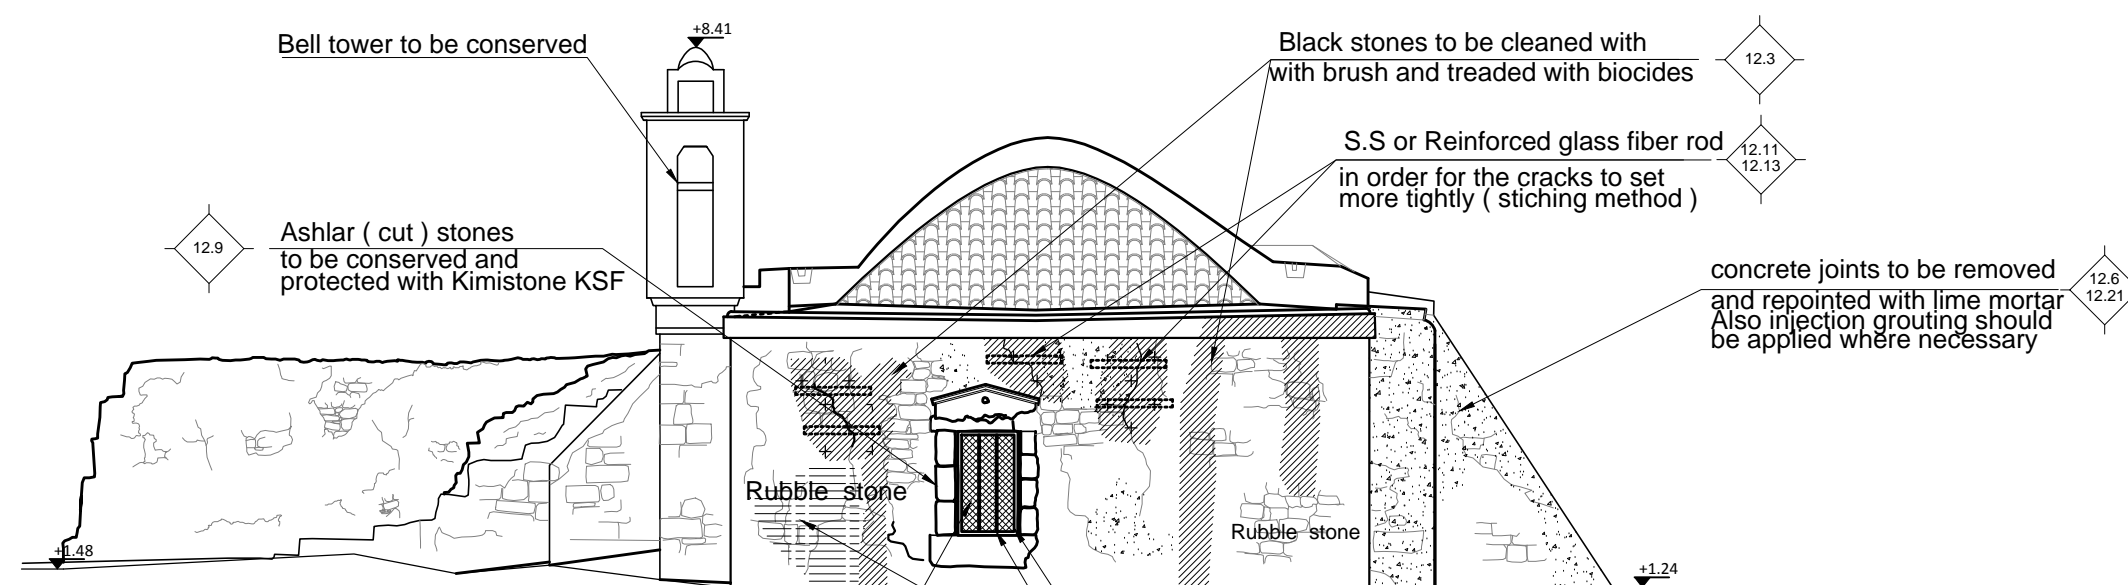 +8.41
Bell tower to be conserved
Black stones to be cleaned with
with brush and treaded with biocides
12.3
S.S or Reinforced glass fiber rod
in order for the cracks to set
more tightly ( stiching method )
12.11
12.13
12.9
Ashlar ( cut ) stones
to be conserved and
protected with Kimistone KSF
concrete joints to be removed
and repointed with lime mortar
Also injection grouting should
be applied where necessary
12.6
12.21
Rubble stone
Rubble stone
+1.48
+1.24